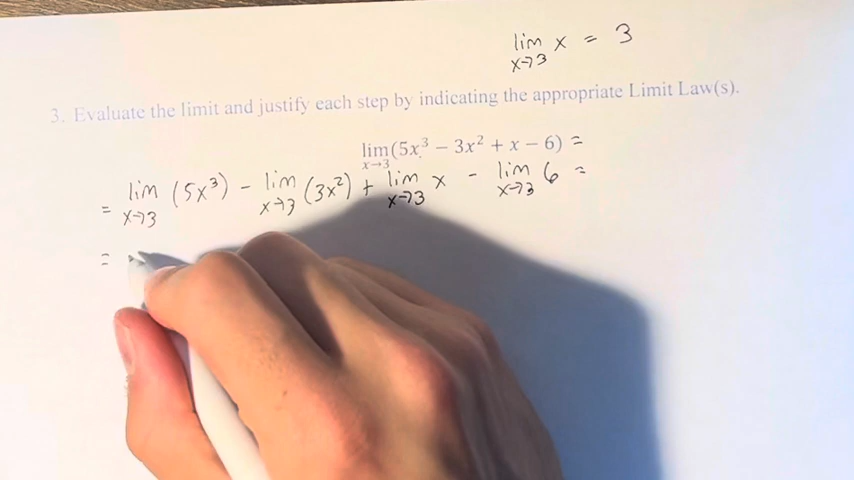 lim x = 3
x→3
3. Evaluate the limit and justify each step by indicating the appropriate Limit Law(s).
lim(5x³ − 3x² + x − 6) =
x→3
= lim (5x³) - lim (3x²) + lim x - lim 6 =
x→3 x→3 x→3 x→3
=